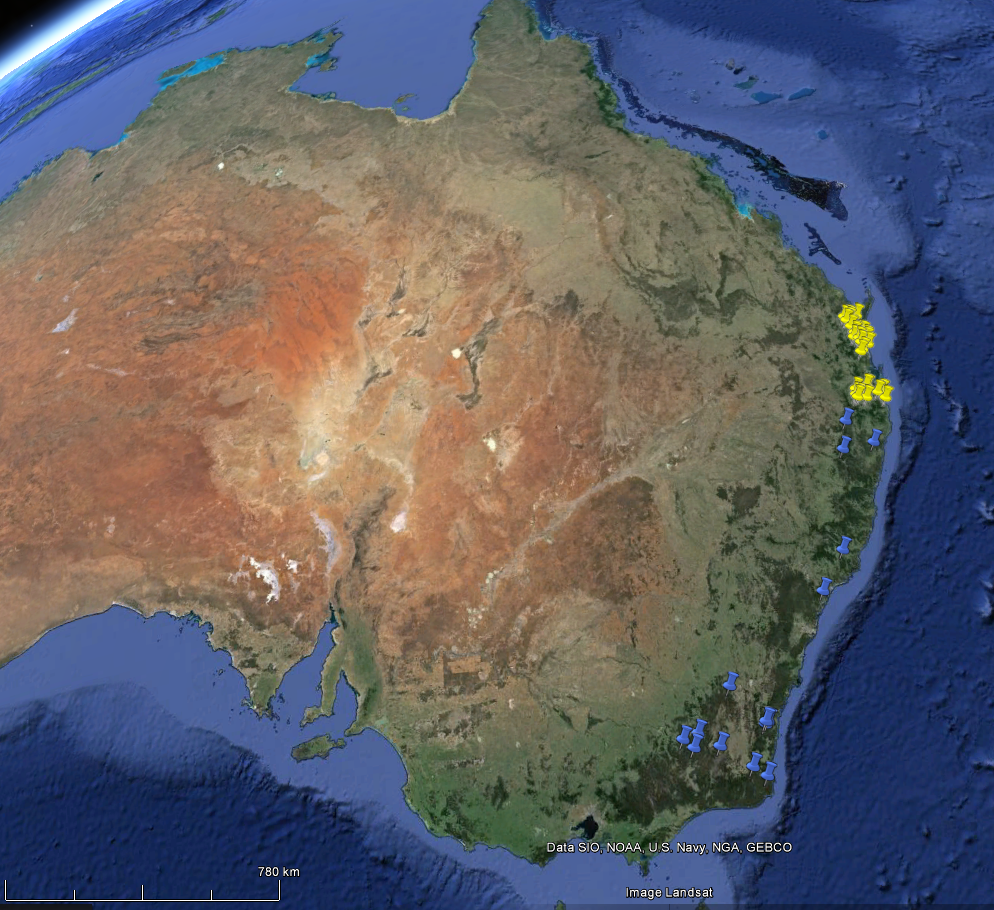 Data SIO, NOAA, U.S. Navy, NGA, GEBCO
780 km
Image Landsat